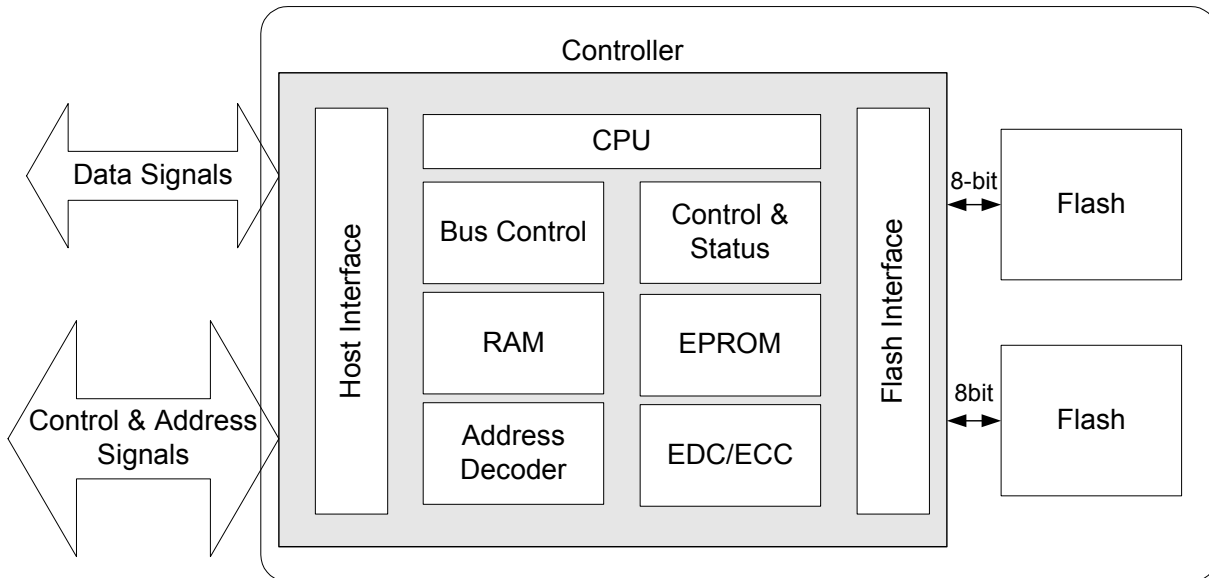 Controller
Data Signals
Control & Address
Signals
Host Interface
CPU
Bus Control
Control &
Status
RAM
EPROM
Address
Decoder
EDC/ECC
Flash Interface
8-bit
Flash
8bit
Flash